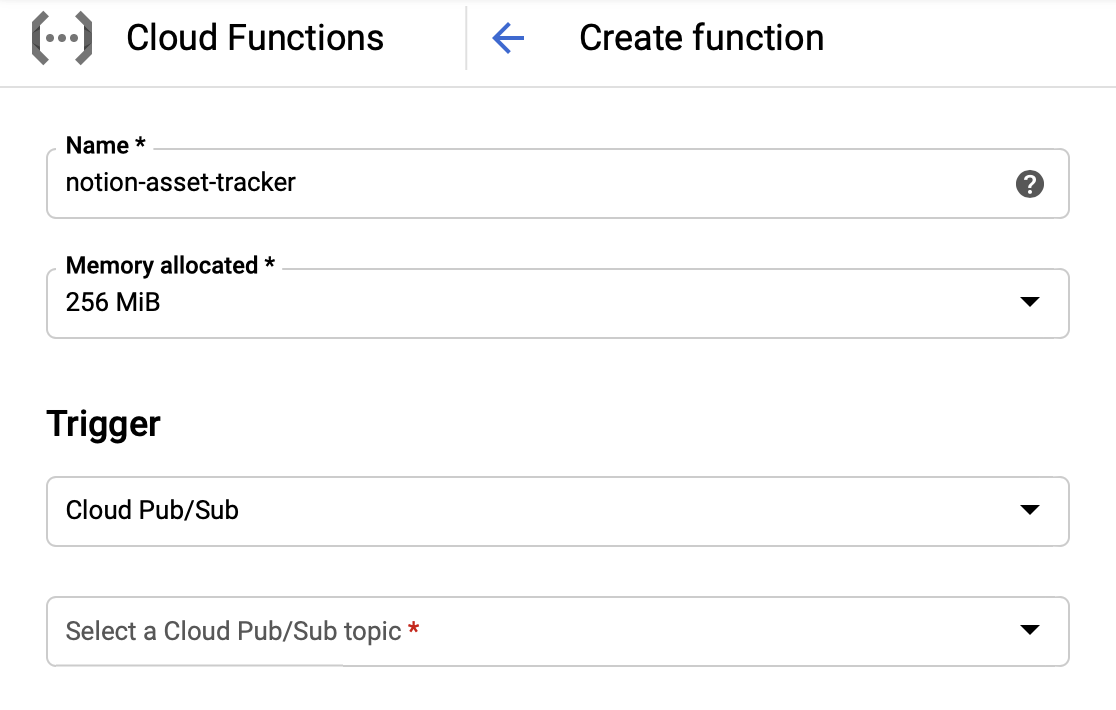 Cloud Functions
Create function
Name *
notion-asset-tracker
Memory allocated *
256 MiB
Trigger
Cloud Pub/Sub
Select a Cloud Pub/Sub topic *